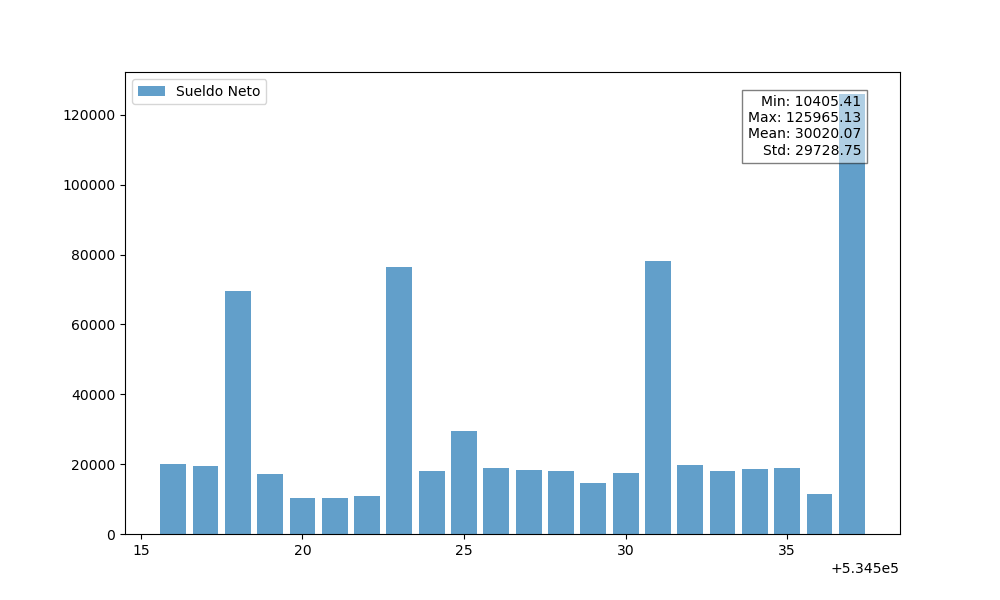 Sueldo Neto
Min: 10405.41
Max: 125965.13
Mean: 30020.07
Std: 29728.75
120000
100000
80000
60000
40000
20000
0
15 20 25 30 35
+5.345e5